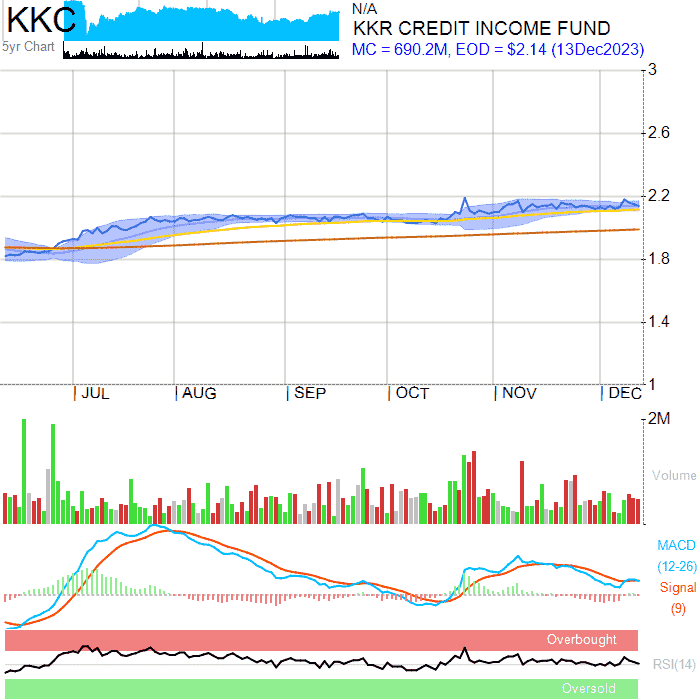 KKC
5yr Chart
N/A
KKR CREDIT INCOME FUND
MC = 690.2M, EOD = $2.14 (13Dec2023)
3
2.6
2.2
1.8
1.4
1
JUL AUG SEP OCT NOV DEC
2M
Volume
MACD
(12-26)
Signal
(9)
Overbought
RSI(14)
Oversold